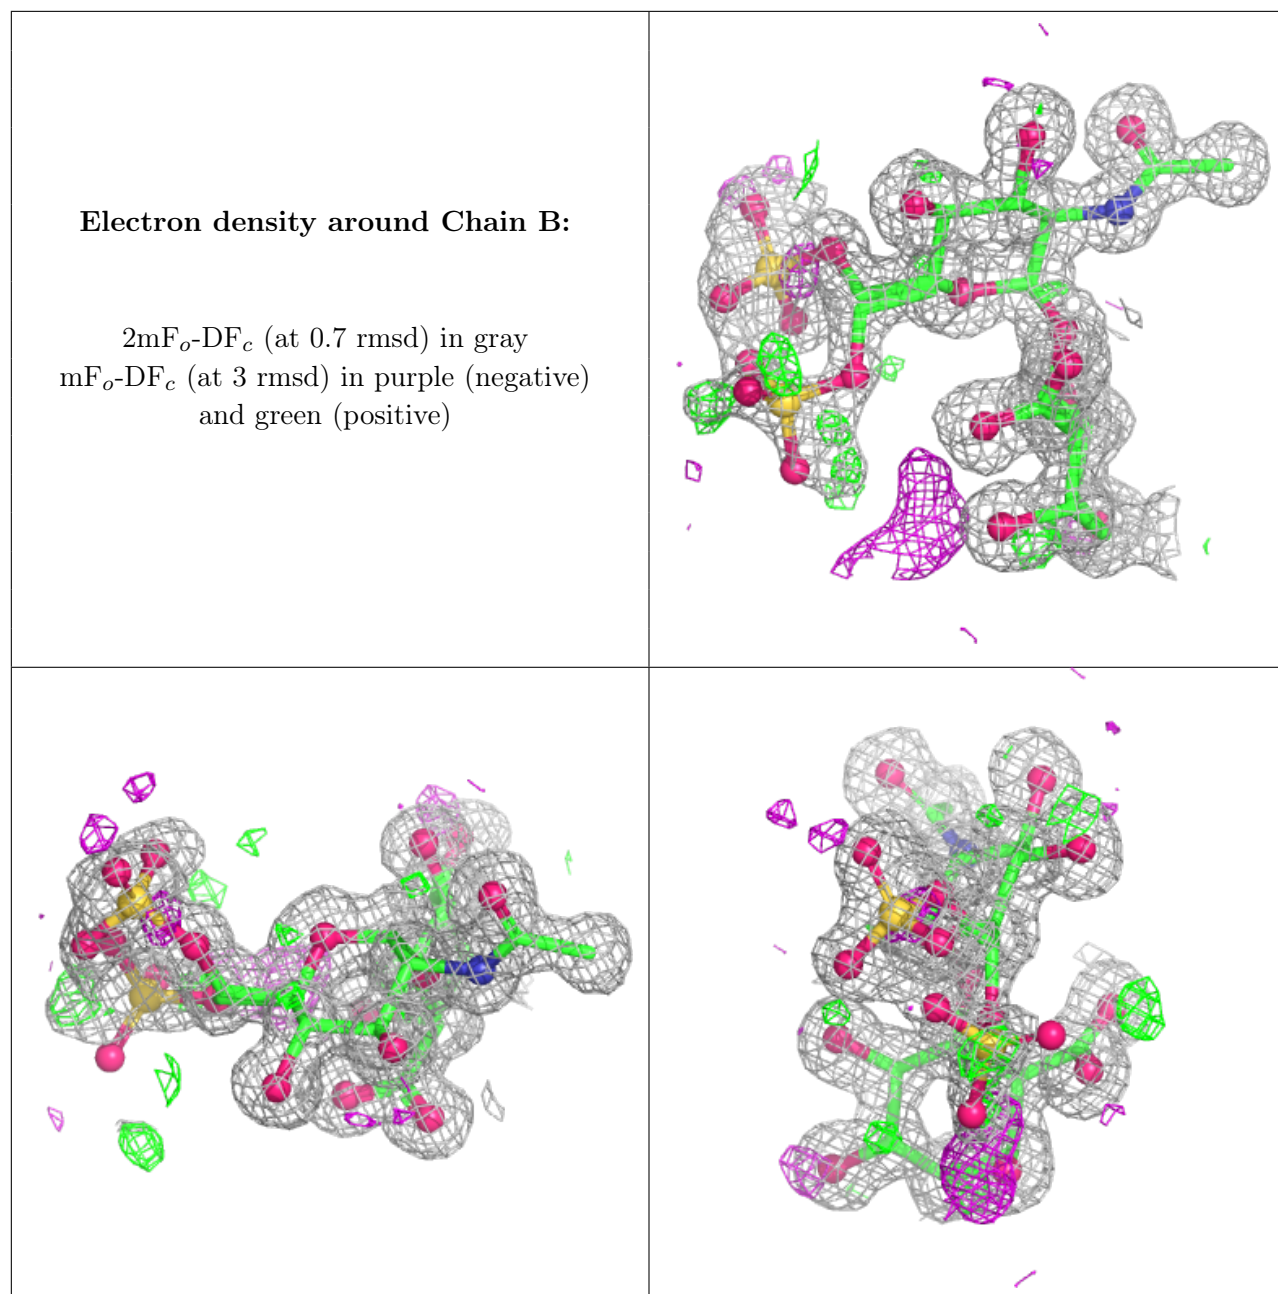 Electron density around Chain B:
2mFo-DFc (at 0.7 rmsd) in gray
mFo-DFc (at 3 rmsd) in purple (negative)
and green (positive)